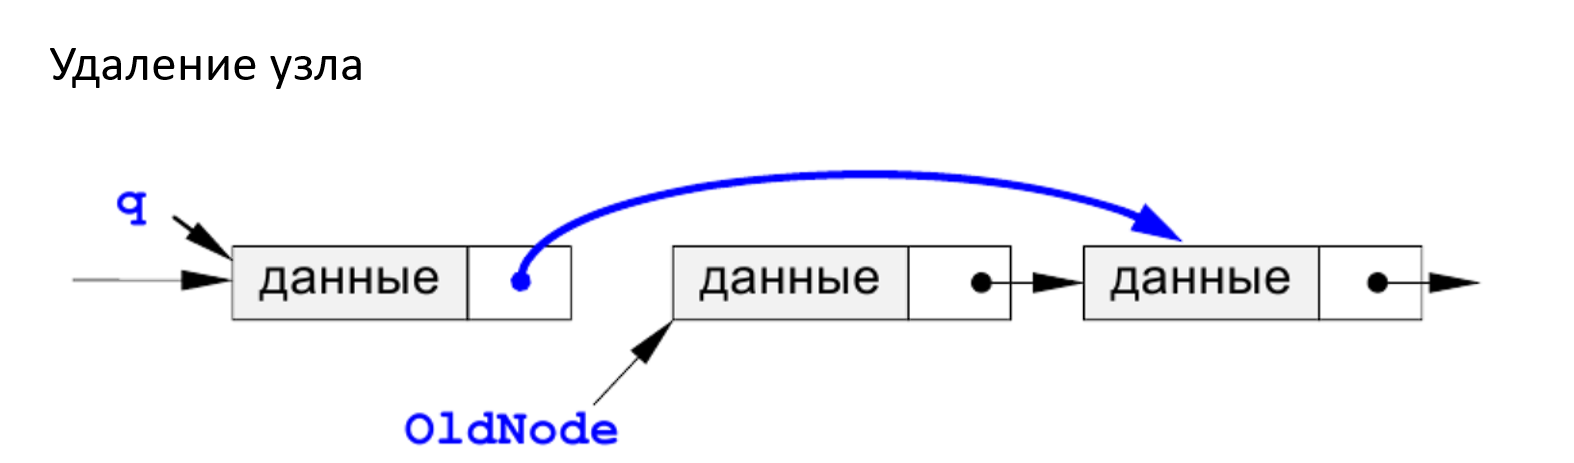 Удаление узла
q
данные
данные
данные
OldNode